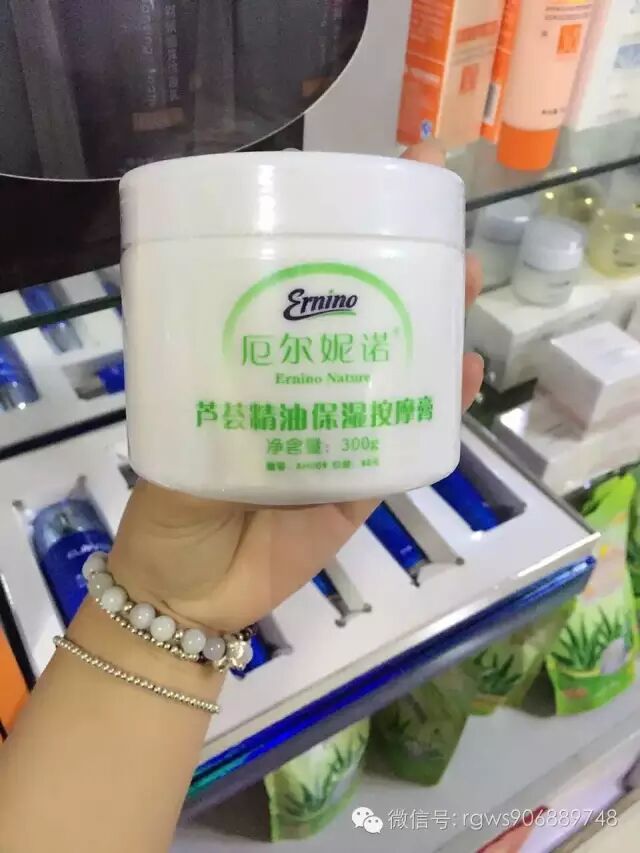 Ernino
厄尔妮诺®
Ernino Nature
芦荟精油保湿按摩膏
净含量：300g
微信号: rgws906889748